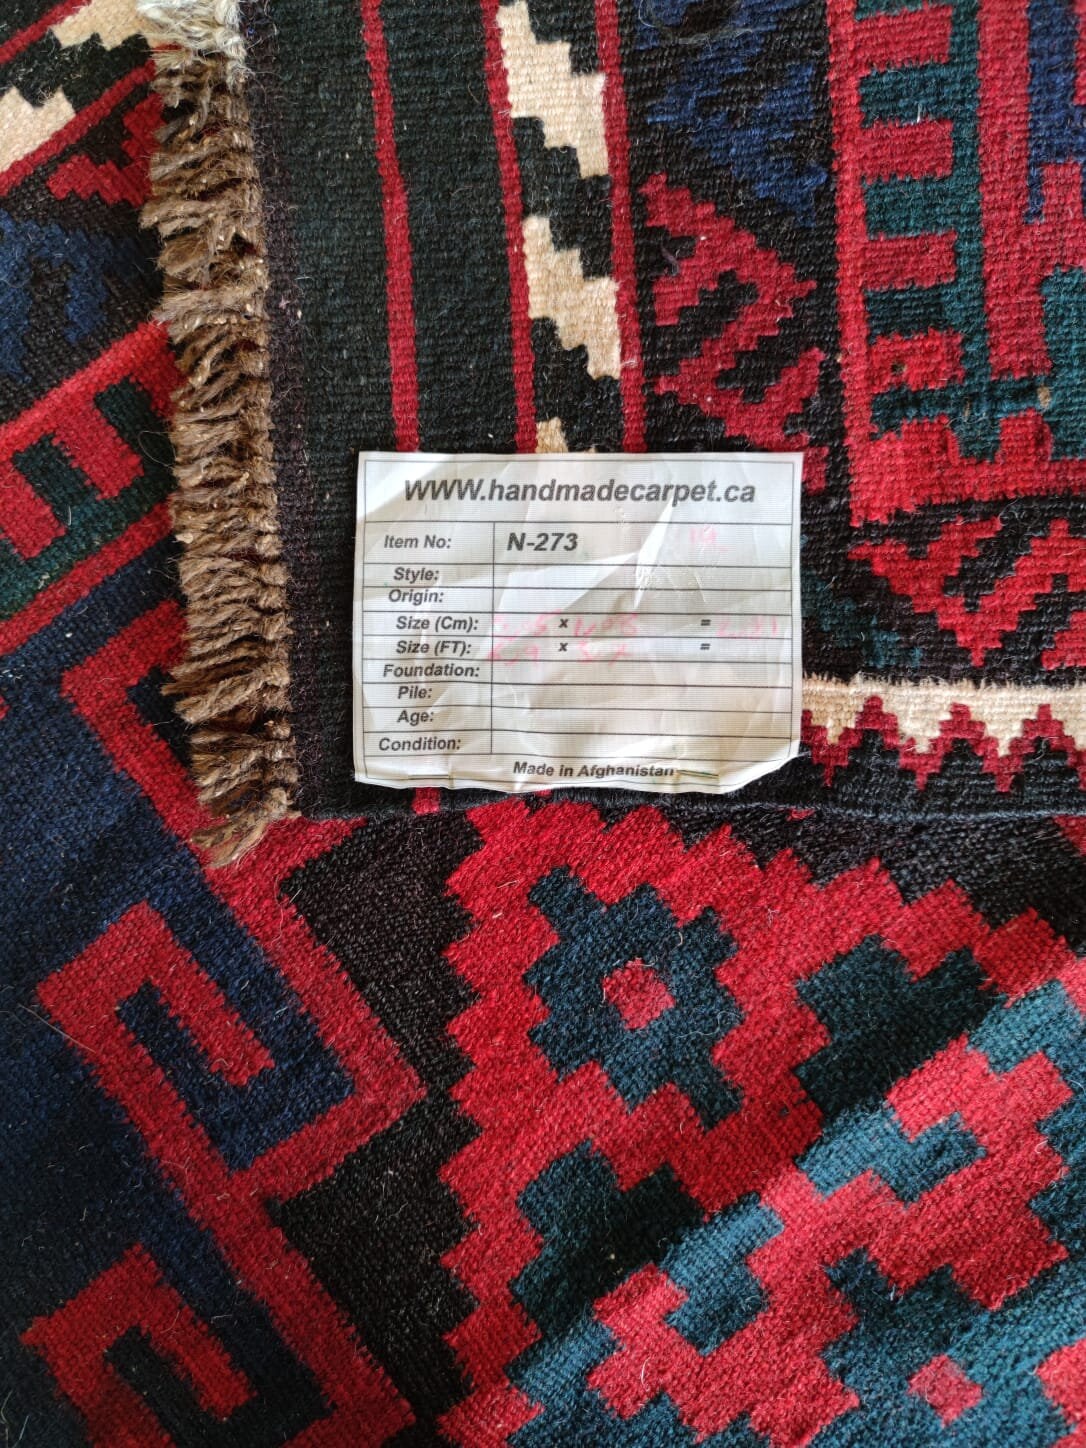 WWW.handmadecarpet.ca
Item No: N-273
Style:
Origin:
Size (Cm): x =
Size (FT): x =
Foundation:
Pile:
Age:
Condition:
Made in Afghanistan